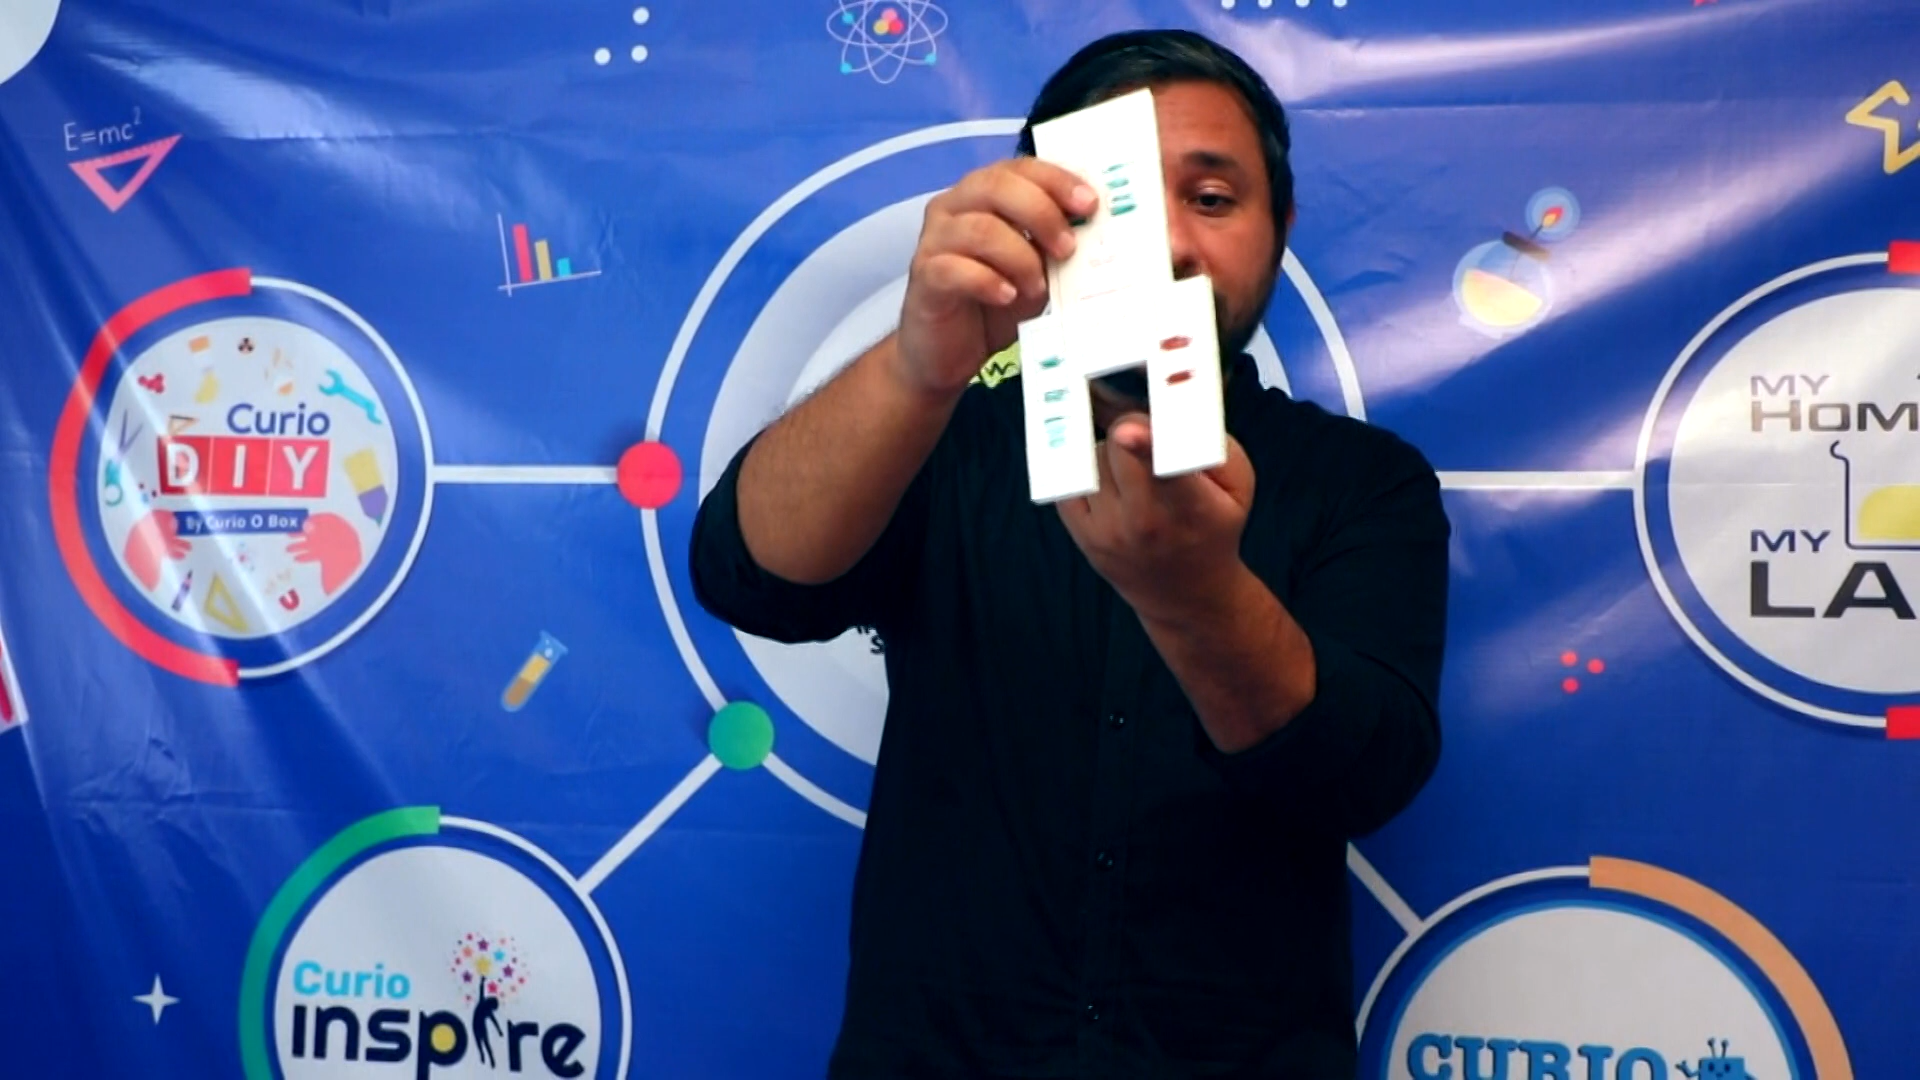 E=mc²
Curio
DIY
By Curio O Box
MY
HOM
MY
LA
Curio
inspire
CURIO